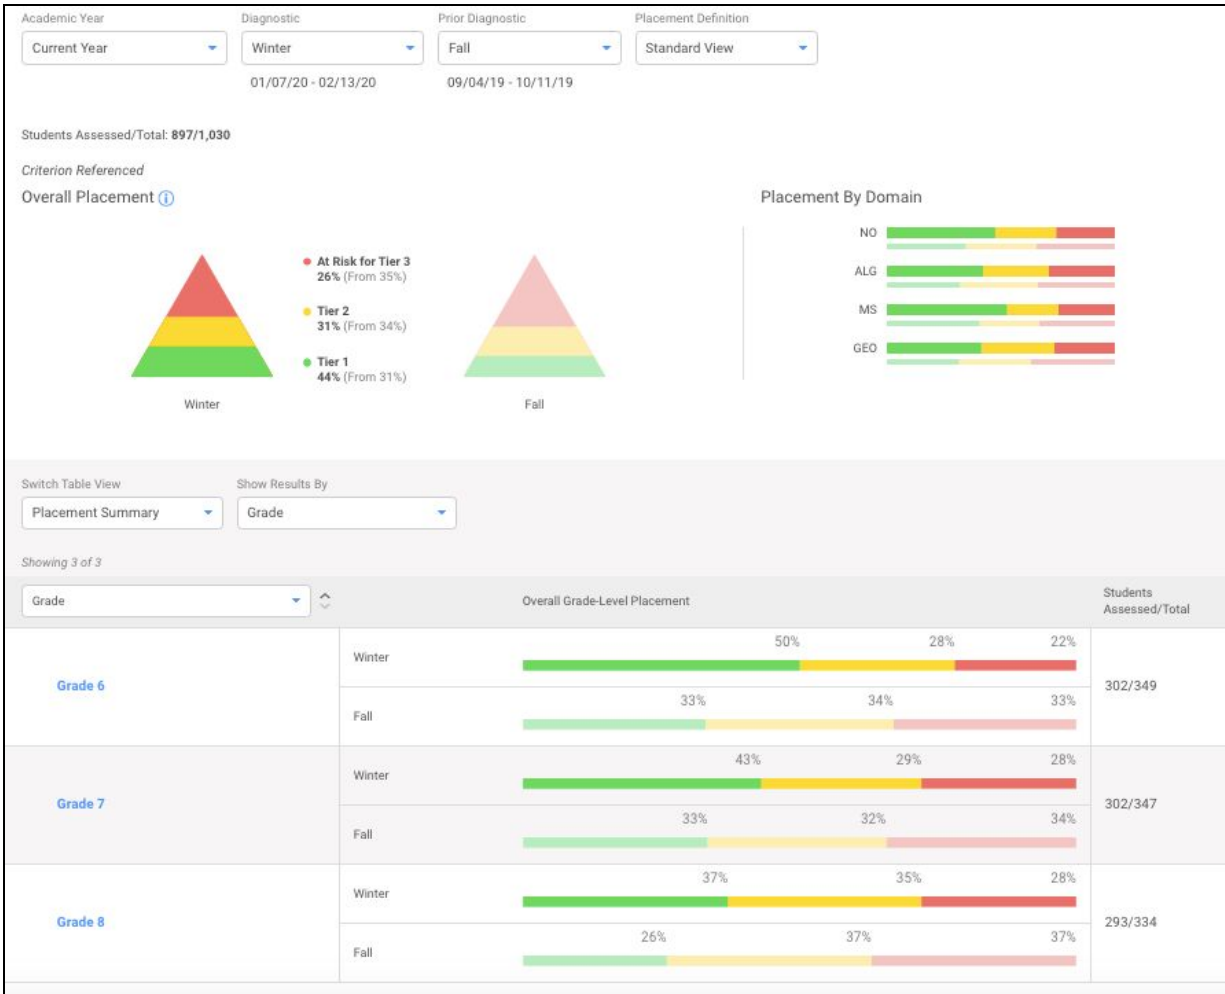 Academic Year
Diagnostic
Prior Diagnostic
Placement Definition
Current Year
Winter
Fall
Standard View
01/07/20 - 02/13/20
09/04/19 - 10/11/19
Students Assessed/Total: 897/1,030
Criterion Referenced
Overall Placement
Placement By Domain
At Risk for Tier 3
26% (From 35%)
Tier 2
31% (From 34%)
Tier 1
44% (From 31%)
Winter
Fall
NO
ALG
MS
GEO
Switch Table View
Show Results By
Placement Summary
Grade
Showing 3 of 3
Grade
Overall Grade-Level Placement
Students
Assessed/Total
Grade 6
Winter
50% 28% 22%
Fall
33% 34% 33%
302/349
Grade 7
Winter
43% 29% 28%
Fall
33% 32% 34%
302/347
Grade 8
Winter
37% 35% 28%
Fall
26% 37% 37%
293/334